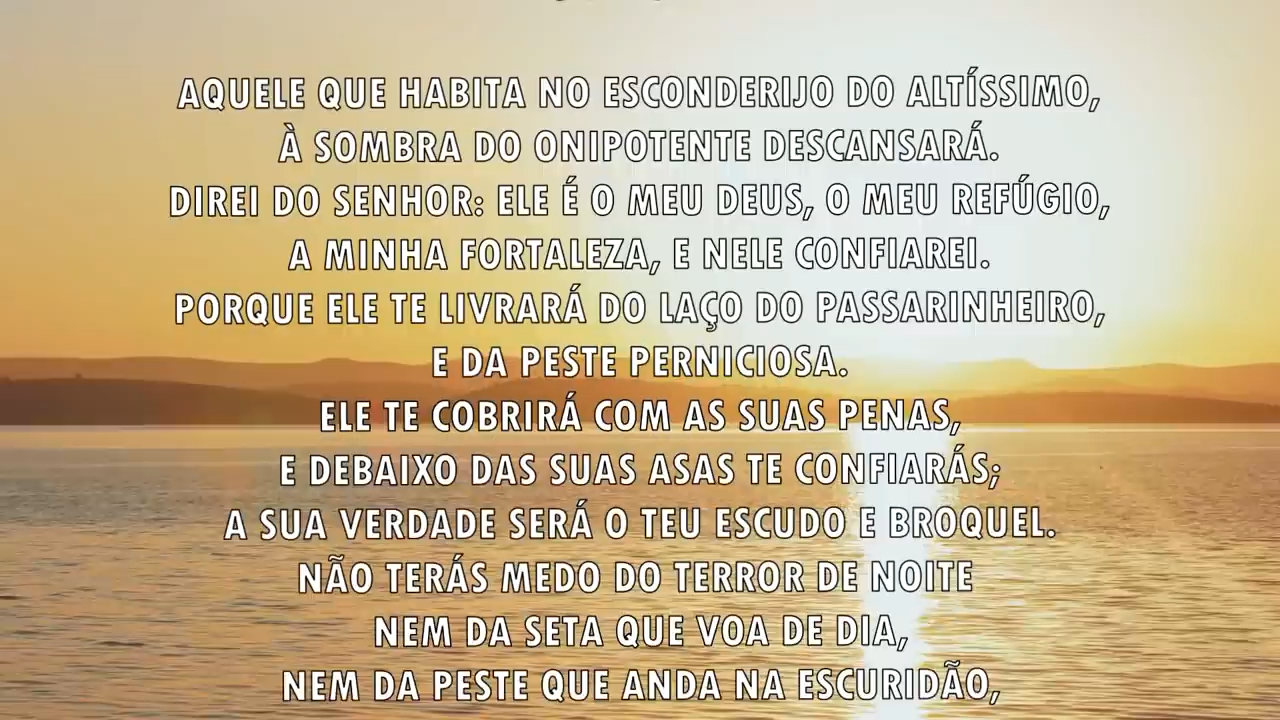 AQUELE QUE HABITA NO ESCONDERIJO DO ALTÍSSIMO,
À SOMBRA DO ONIPOTENTE DESCANSARÁ.
DIREI DO SENHOR: ELE É O MEU DEUS, O MEU REFÚGIO,
A MINHA FORTALEZA, E NELE CONFIAREI.
PORQUE ELE TE LIVRARÁ DO LAÇO DO PASSARINHEIRO,
E DA PESTE PERNICIOSA.
ELE TE COBRIRÁ COM AS SUAS PENAS,
E DEBAIXO DAS SUAS ASAS TE CONFIARÁS;
A SUA VERDADE SERÁ O TEU ESCUDO E BROQUEL.
NÃO TERÁS MEDO DO TERROR DE NOITE
NEM DA SETA QUE VOA DE DIA,
NEM DA PESTE QUE ANDA NA ESCURIDÃO,